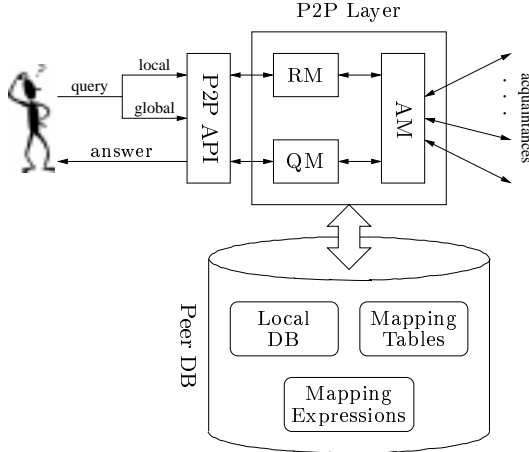 P2P Layer
?
query
local
global
answer
P2P API
RM
QM
AM
acquaintances
Peer DB
Local
DB
Mapping
Tables
Mapping
Expressions